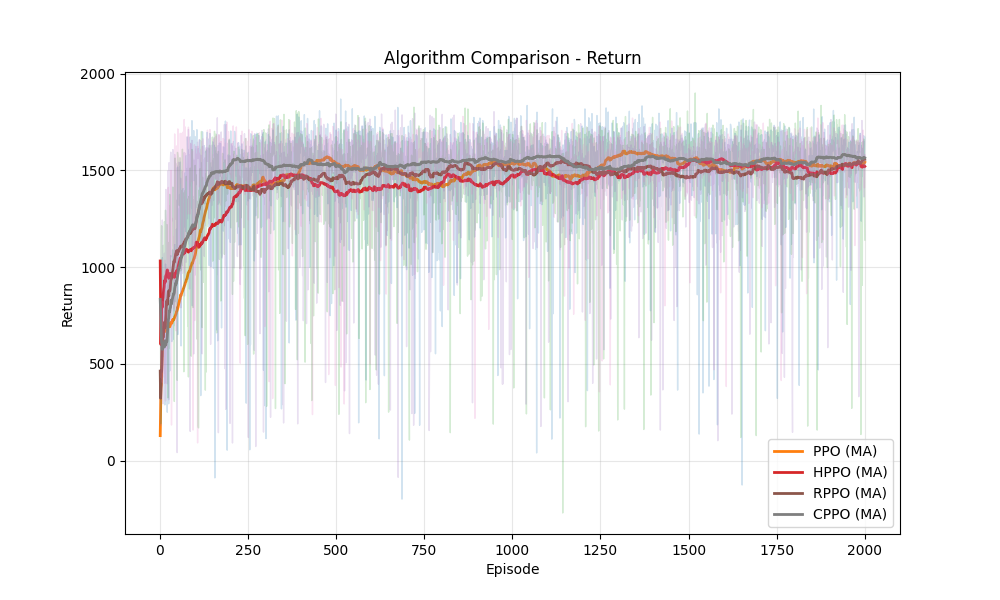 Algorithm Comparison - Return
2000
1500
1000
500
0
Return
0 250 500 750 1000 1250 1500 1750 2000
Episode
PPO (MA)
HPPO (MA)
RPPO (MA)
CPPO (MA)